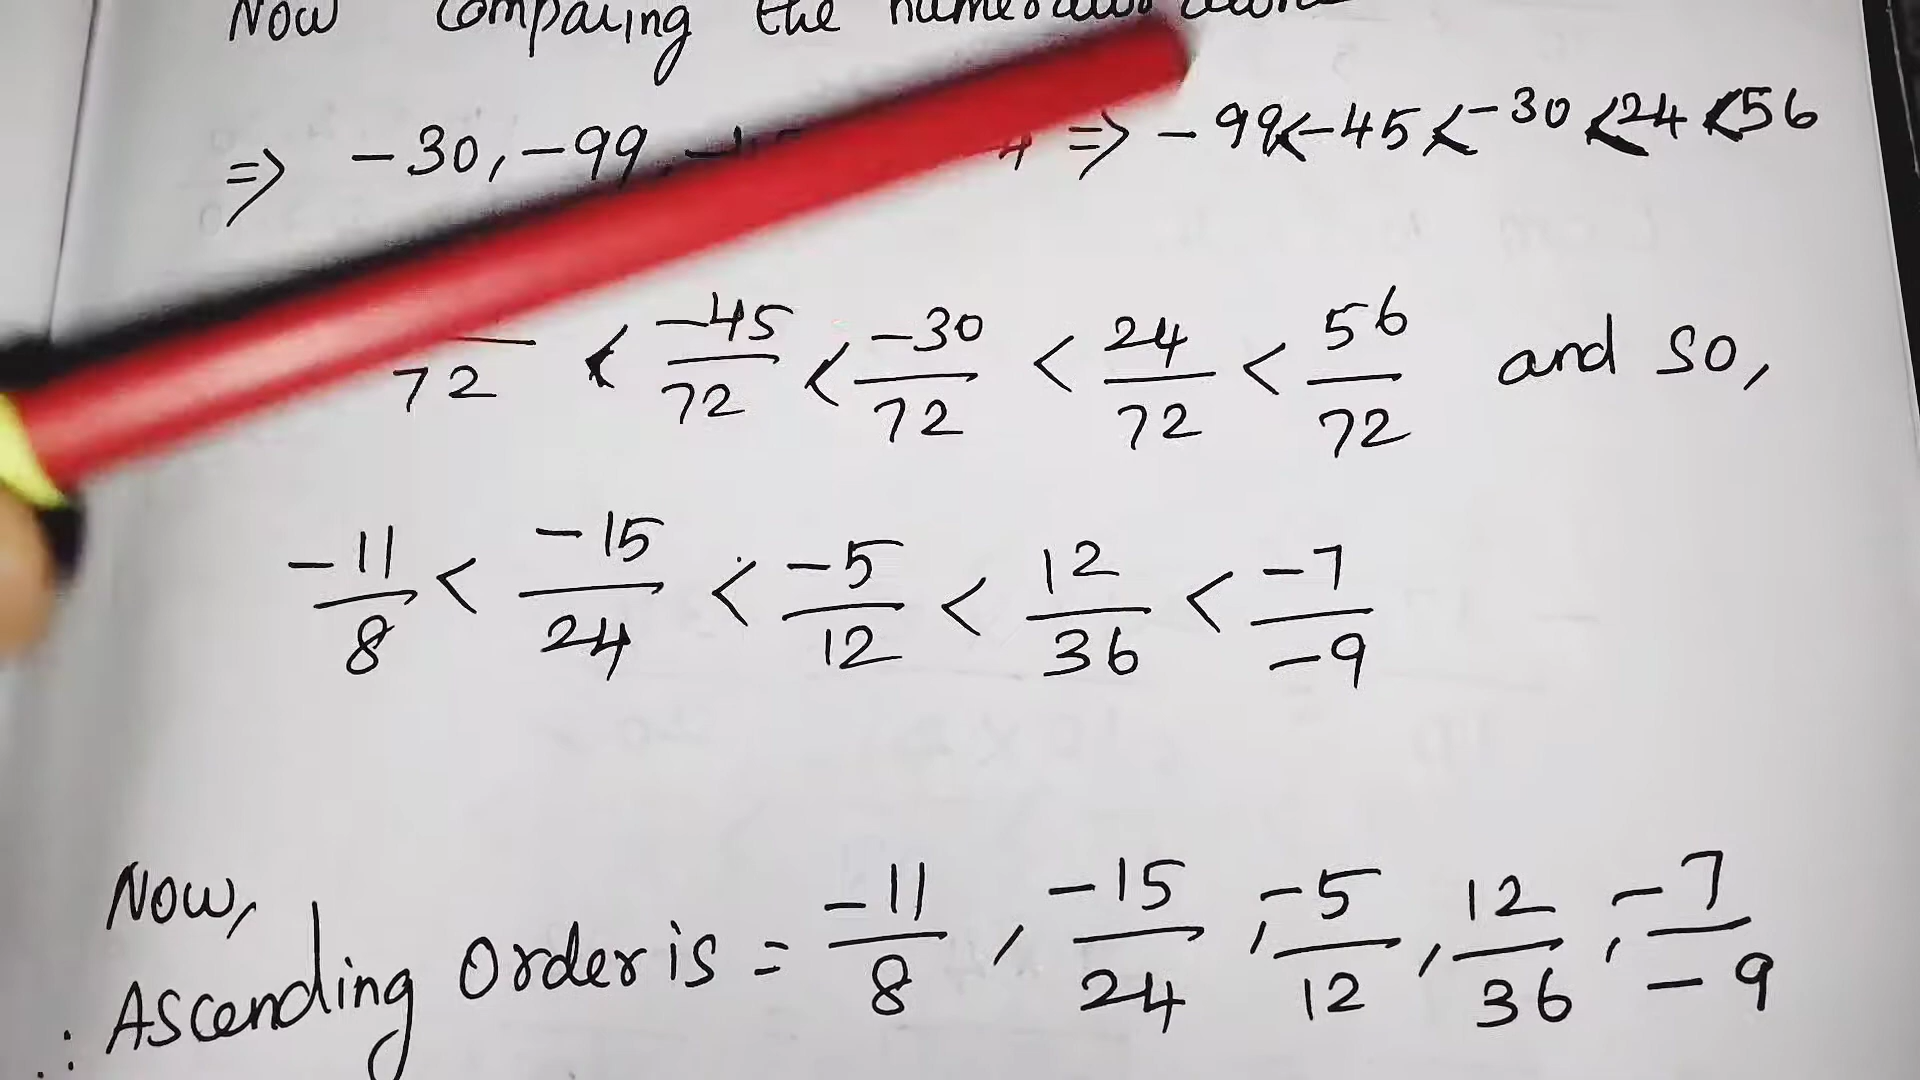 Now comparing the
⇒ -30, -99, ⇒ -99 < -45 < -30 < 24 < 56
/72 < -45/72 < -30/72 < 24/72 < 56/72 and so,
-11/8 < -15/24 < -5/12 < 12/36 < -7/-9
Now,
∴ Ascending Order is = -11/8, -15/24, -5/12, 12/36, -7/-9